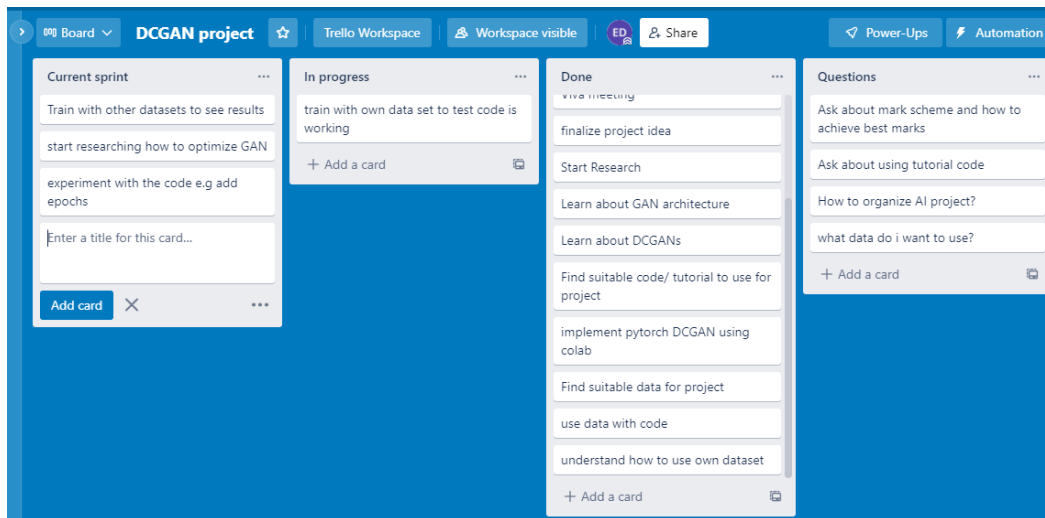 Board
DCGAN project
Trello Workspace
Workspace visible
ED
Share
Power-Ups
Automation
Current sprint
Train with other datasets to see results
start researching how to optimize GAN
experiment with the code e.g add
epochs
Enter a title for this card...
Add card
In progress
train with own data set to test code is
working
+ Add a card
Done
Viva meeting
finalize project idea
Start Research
Learn about GAN architecture
Learn about DCGANs
Find suitable code/ tutorial to use for
project
implement pytorch DCGAN using
colab
Find suitable data for project
use data with code
understand how to use own dataset
+ Add a card
Questions
Ask about mark scheme and how to
achieve best marks
Ask about using tutorial code
How to organize AI project?
what data do i want to use?
+ Add a card